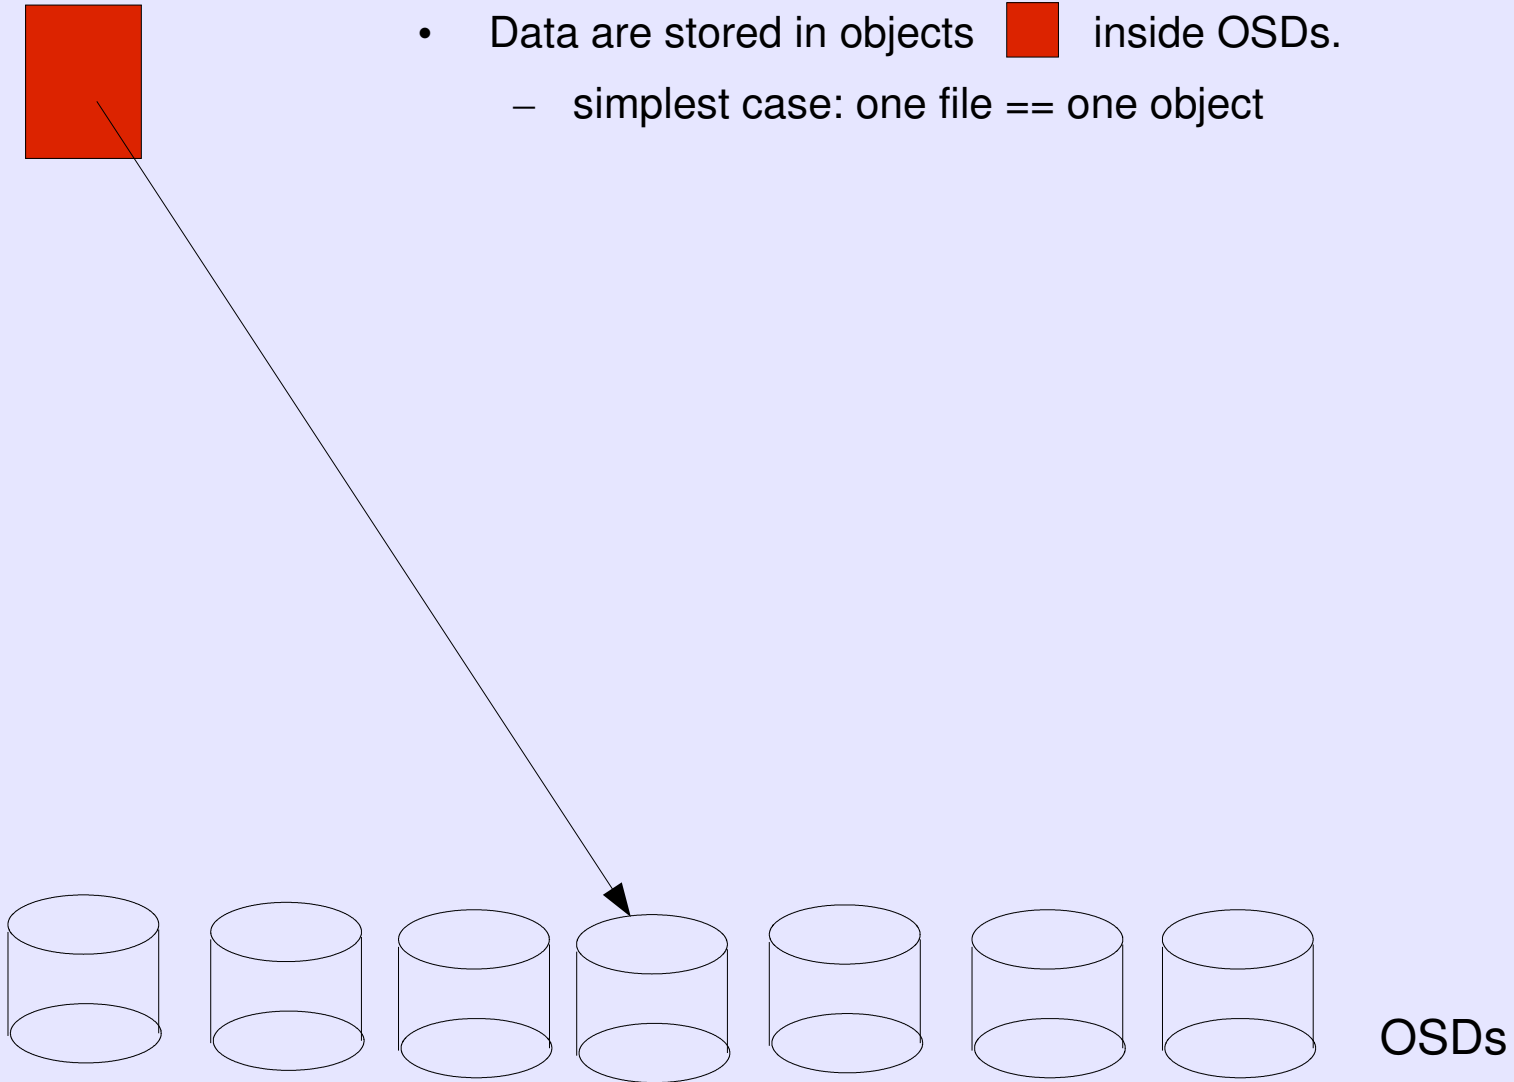 • Data are stored in objects inside OSDs.
– simplest case: one file == one object
OSDs